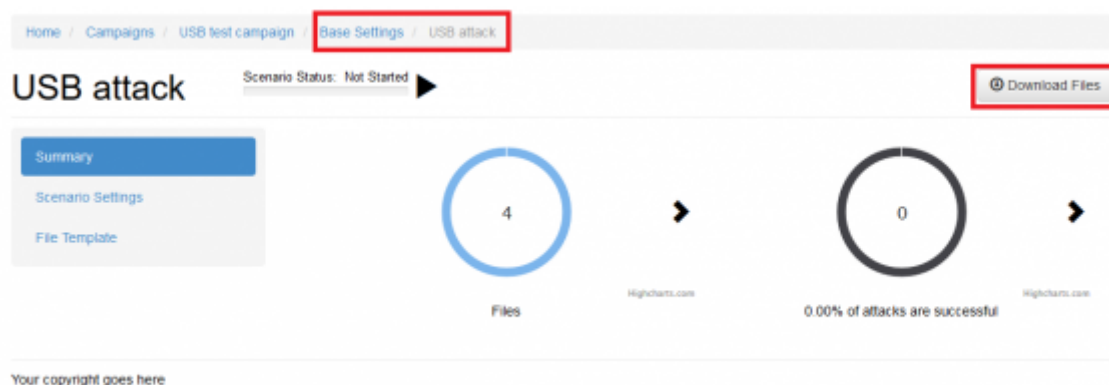 Home / Campaigns / USB test campaign / Base Settings / USB attack
USB attack
Scenario Status: Not Started
Download Files
Summary
Scenario Settings
File Template
4
0
Highcharts.com
Highcharts.com
Files
0.00% of attacks are successful
Your copyright goes here